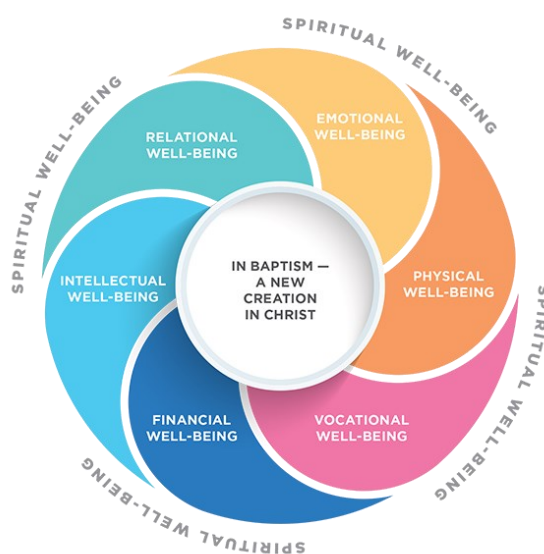 SPIRITUAL WELL-BEING
SPIRITUAL WELL-BEING
EMOTIONAL
WELL-BEING
RELATIONAL
WELL-BEING
IN BAPTISM —
A NEW
CREATION
IN CHRIST
INTELLECTUAL
WELL-BEING
PHYSICAL
WELL-BEING
FINANCIAL
WELL-BEING
VOCATIONAL
WELL-BEING
SPIRITUAL WELL-BEING
SPIRITUAL WELL-BEING